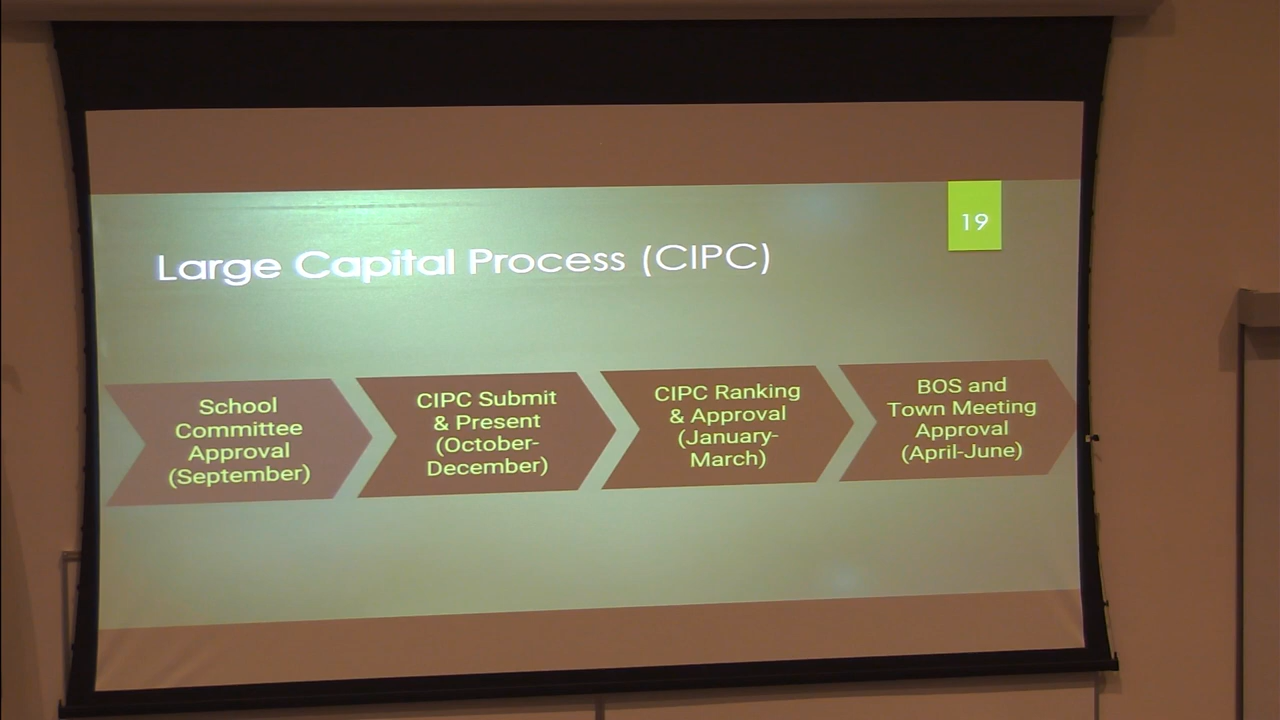 19
Large Capital Process (CIPC)
School
Committee
Approval
(September)
CIPC Submit
& Present
(October-
December)
CIPC Ranking
& Approval
(January-
March)
BOS and
Town Meeting
Approval
(April-June)